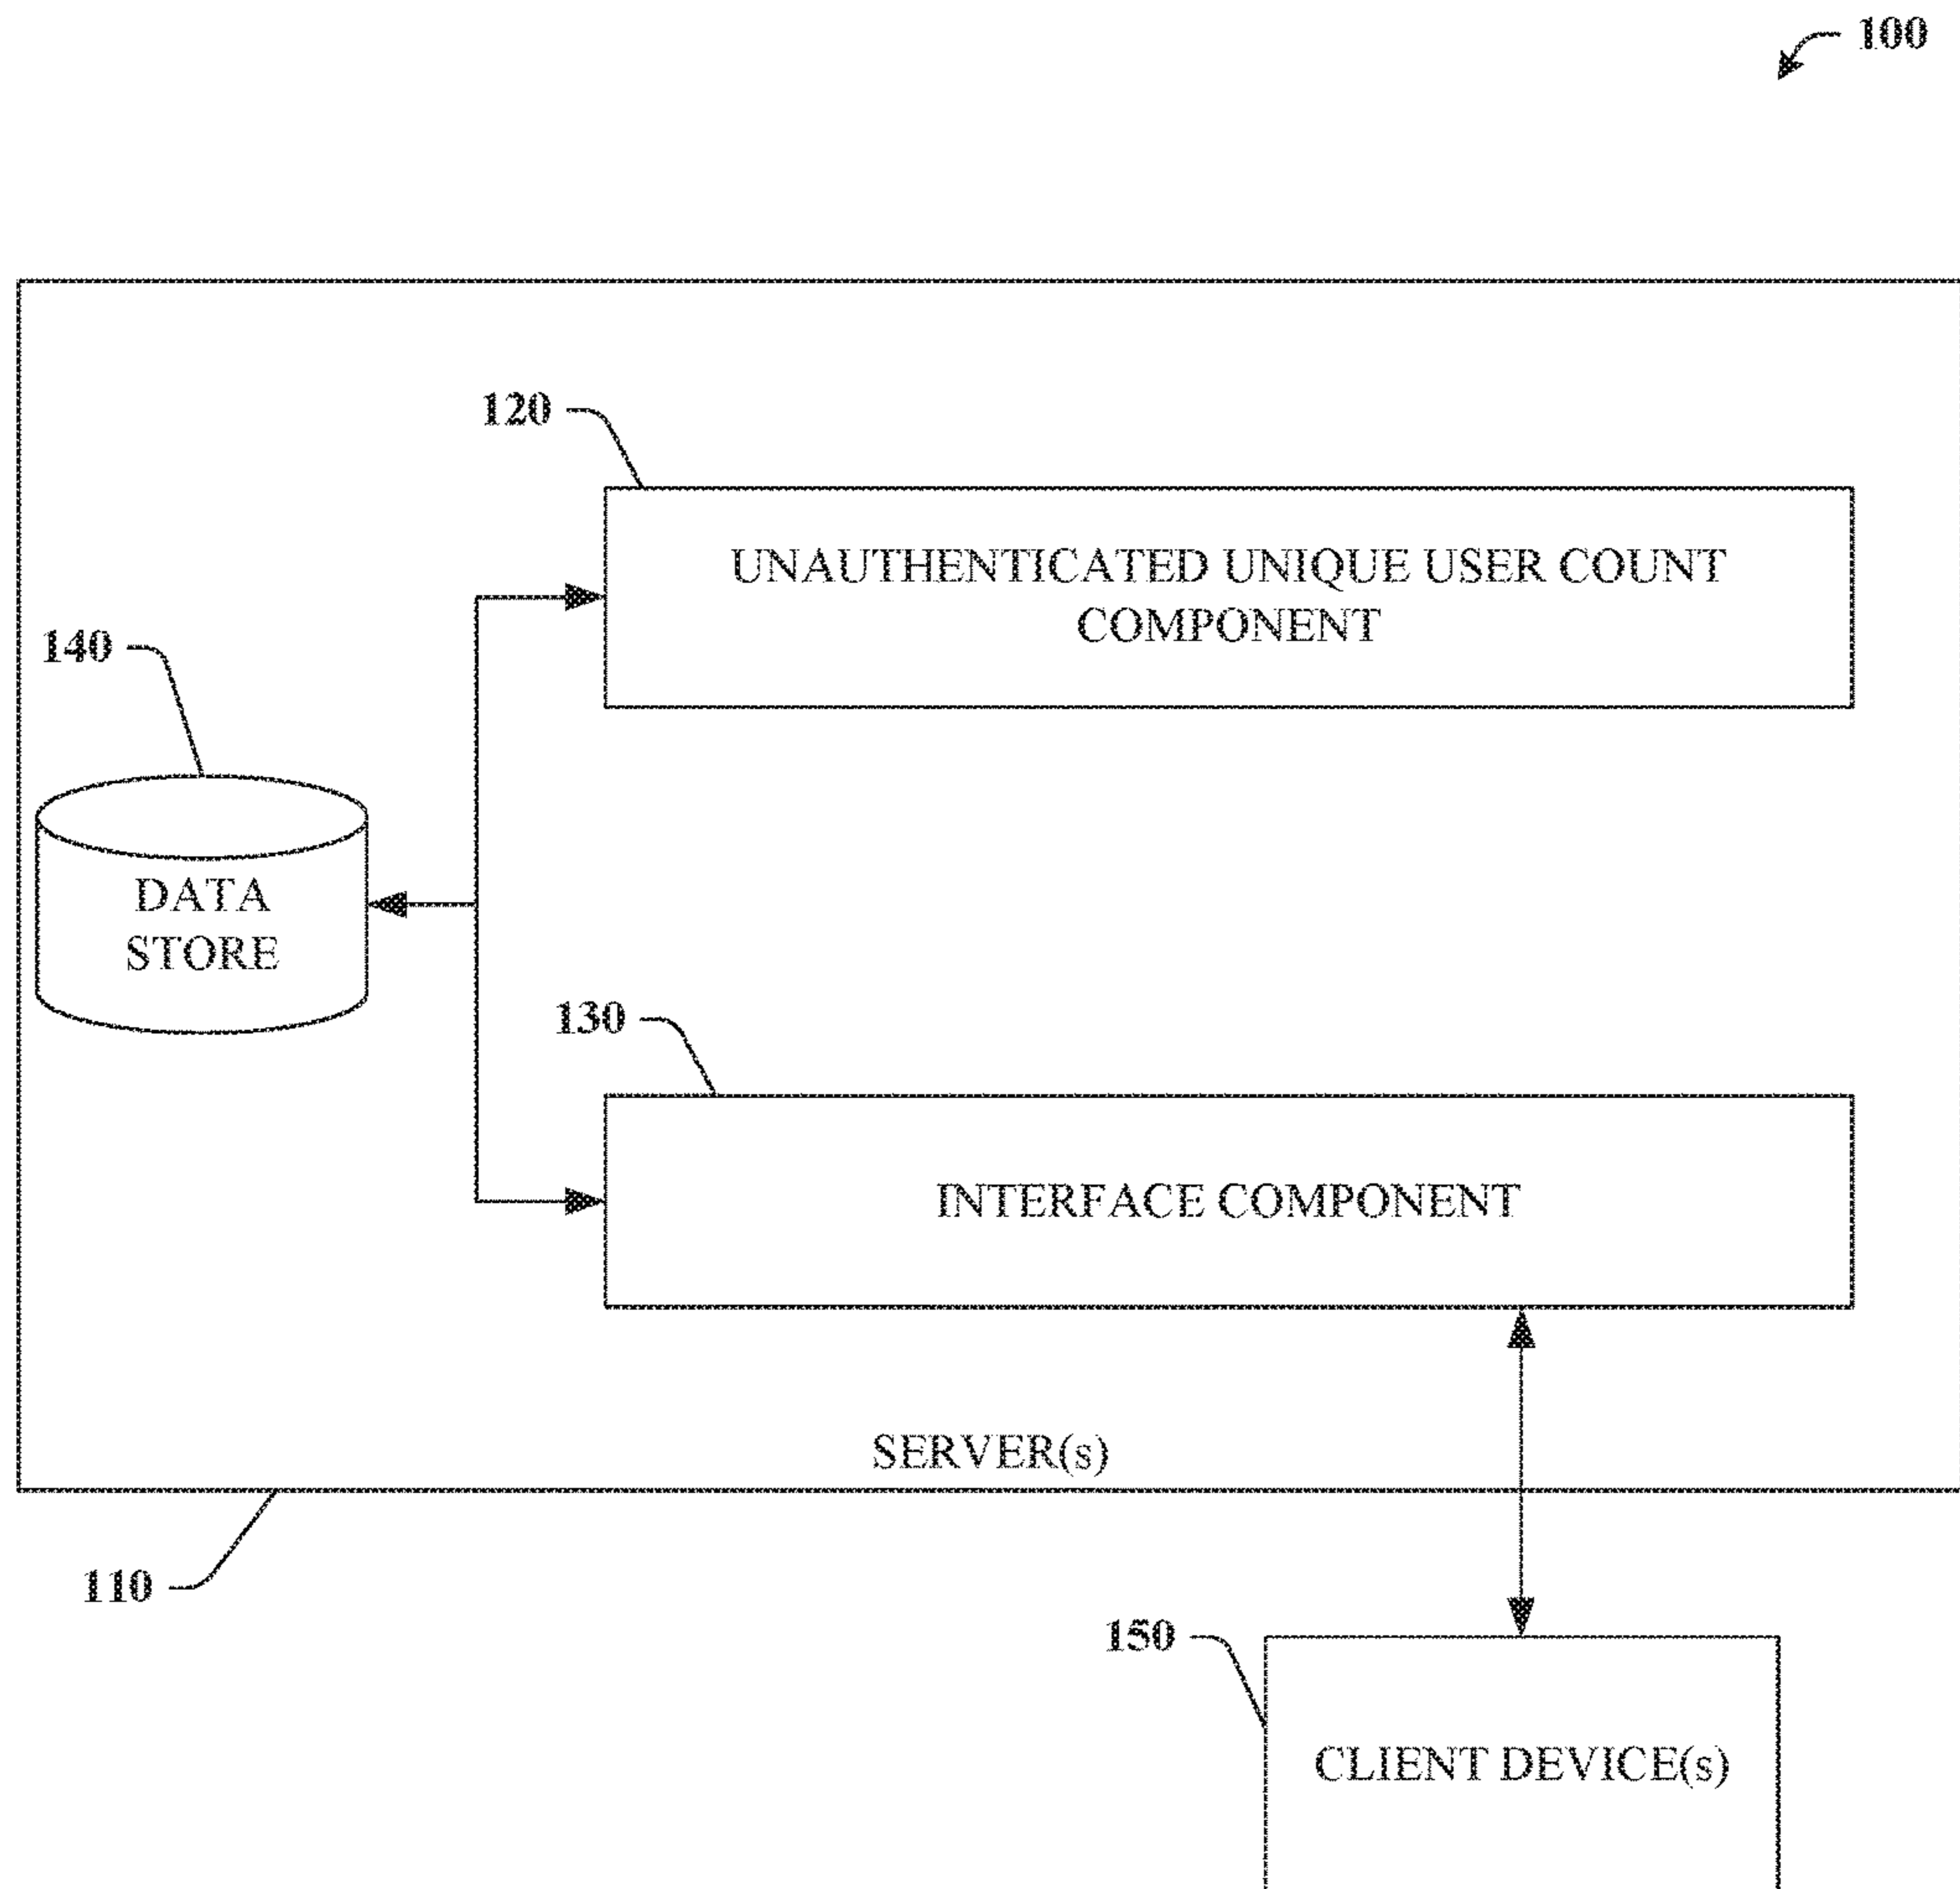 100
120
UNAUTHENTICATED UNIQUE USER COUNT
COMPONENT
140
DATA
STORE
130
INTERFACE COMPONENT
SERVER(s)
110
150
CLIENT DEVICE(s)